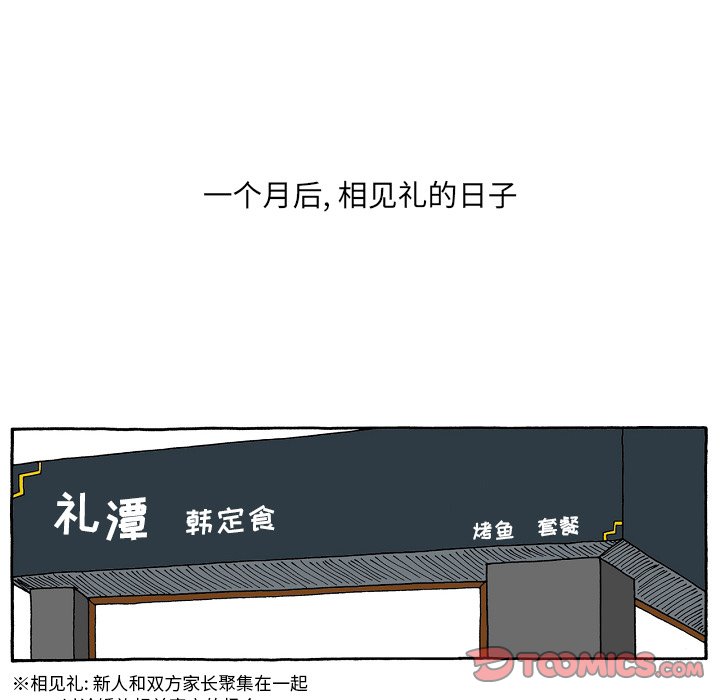 一个月后, 相见礼的日子
礼潭 韩定食 烤鱼 套餐
※相见礼: 新人和双方家长聚集在一起
TOOMICS
TOOMICS.COM